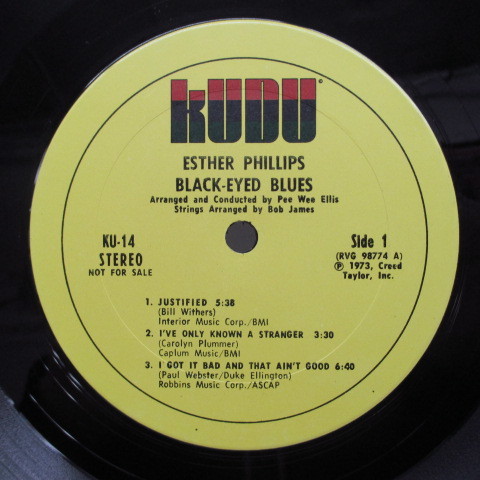 kUDU
ESTHER PHILLIPS
BLACK-EYED BLUES
Arranged and Conducted by Pee Wee Ellis
Strings Arranged by Bob James
KU-14
STEREO
NOT FOR SALE
Side 1
(RVG 98774 A)
Ⓟ 1973, Creed
Taylor, Inc.
1. JUSTIFIED 5:38
(Bill Withers)
Interior Music Corp./BMI
2. I'VE ONLY KNOWN A STRANGER 3:30
(Carolyn Plummer)
Caplum Music/BMI
3. I GOT IT BAD AND THAT AIN'T GOOD 6:40
(Paul Webster/Duke Ellington)
Robbins Music Corp./ASCAP